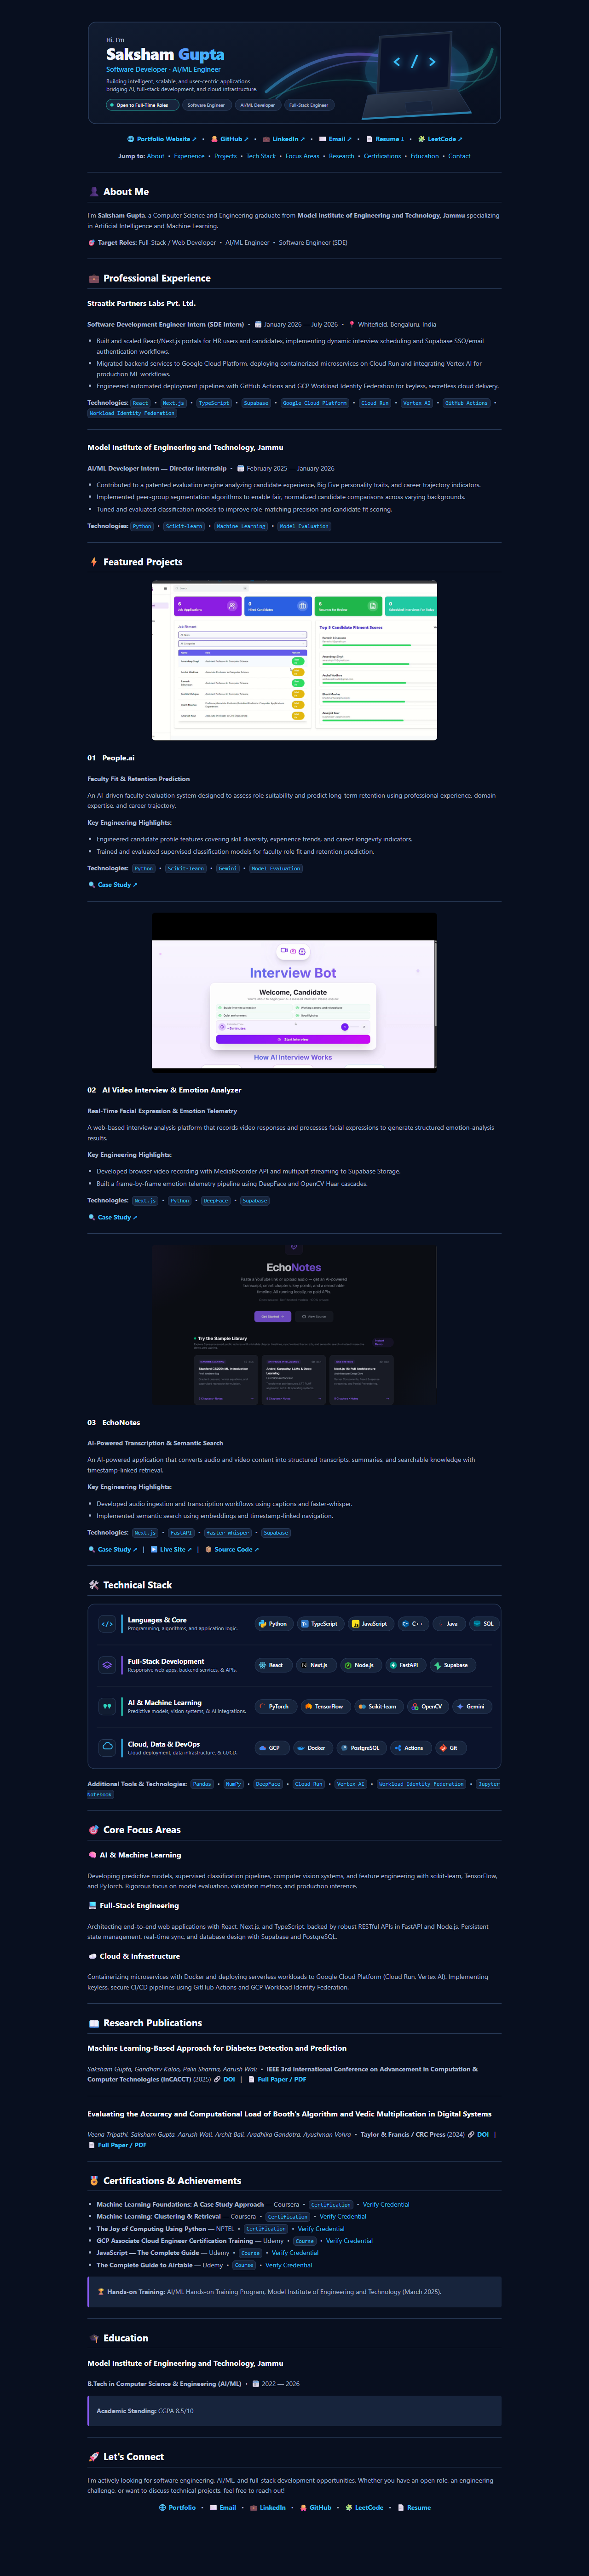 Hi, I'm
Saksham Gupta
Software Developer · AI/ML Engineer
Building intelligent, scalable, and user-centric applications
bridging AI, full-stack development, and cloud infrastructure.
Open to Full-Time Roles Software Engineer AI/ML Developer Full-Stack Engineer
</>
Portfolio Website ↗ • GitHub ↗ • LinkedIn ↗ • Email ↗ • Resume ↓ • LeetCode ↗
Jump to: About • Experience • Projects • Tech Stack • Focus Areas • Research • Certifications • Education • Contact
About Me
I'm Saksham Gupta, a Computer Science and Engineering graduate from Model Institute of Engineering and Technology, Jammu specializing
in Artificial Intelligence and Machine Learning.
Target Roles: Full-Stack / Web Developer • AI/ML Engineer • Software Engineer (SDE)
Professional Experience
Straatix Partners Labs Pvt. Ltd.
Software Development Engineer Intern (SDE Intern) • January 2026 — July 2026 • Whitefield, Bengaluru, India
• Built and scaled React/Next.js portals for HR users and candidates, implementing dynamic interview scheduling and Supabase SSO/email
authentication workflows.
• Migrated backend services to Google Cloud Platform, deploying containerized microservices on Cloud Run and integrating Vertex AI for
production ML workflows.
• Engineered automated deployment pipelines with GitHub Actions and GCP Workload Identity Federation for keyless, secretless cloud delivery.
Technologies: React • Next.js • TypeScript • Supabase • Google Cloud Platform • Cloud Run • Vertex AI • GitHub Actions •
Workload Identity Federation
Model Institute of Engineering and Technology, Jammu
AI/ML Developer Intern — Director Internship • February 2025 — January 2026
• Contributed to a patented evaluation engine analyzing candidate experience, Big Five personality traits, and career trajectory indicators.
• Implemented peer-group segmentation algorithms to enable fair, normalized candidate comparisons across varying backgrounds.
• Tuned and evaluated classification models to improve role-matching precision and candidate fit scoring.
Technologies: Python • Scikit-learn • Machine Learning • Model Evaluation
Featured Projects
Job Applications
Top 5 Candidate Fitment Scores
01 People.ai
Faculty Fit & Retention Prediction
An AI-driven faculty evaluation system designed to assess role suitability and predict long-term retention using professional experience, domain
expertise, and career trajectory.
Key Engineering Highlights:
• Engineered candidate profile features covering skill diversity, experience trends, and career longevity indicators.
• Trained and evaluated supervised classification models for faculty role fit and retention prediction.
Technologies: Python • Scikit-learn • Gemini • Model Evaluation
Case Study ↗
Interview Bot
Welcome, Candidate
Start Interview
How AI Interview Works
02 AI Video Interview & Emotion Analyzer
Real-Time Facial Expression & Emotion Telemetry
A web-based interview analysis platform that records video responses and processes facial expressions to generate structured emotion-analysis
results.
Key Engineering Highlights:
• Developed browser video recording with MediaRecorder API and multipart streaming to Supabase Storage.
• Built a frame-by-frame emotion telemetry pipeline using DeepFace and OpenCV Haar cascades.
Technologies: Next.js • Python • DeepFace • Supabase
Case Study ↗
EchoNotes
Try the Sample Library
03 EchoNotes
AI-Powered Transcription & Semantic Search
An AI-powered application that converts audio and video content into structured transcripts, summaries, and searchable knowledge with
timestamp-linked retrieval.
Key Engineering Highlights:
• Developed audio ingestion and transcription workflows using captions and faster-whisper.
• Implemented semantic search using embeddings and timestamp-linked navigation.
Technologies: Next.js • FastAPI • faster-whisper • Supabase
Case Study ↗ | Live Site ↗ | Source Code ↗
Technical Stack
Languages & Core
Programming, algorithms, and application logic.
Python TypeScript JavaScript C++ Java SQL
Full-Stack Development
Responsive web apps, backend services, & APIs.
React Next.js Node.js FastAPI Supabase
AI & Machine Learning
Predictive models, vision systems, & AI integrations.
PyTorch TensorFlow Scikit-learn OpenCV Gemini
Cloud, Data & DevOps
Cloud deployment, data infrastructure, & CI/CD.
GCP Docker PostgreSQL Actions Git
Additional Tools & Technologies: Pandas • NumPy • DeepFace • Cloud Run • Vertex AI • Workload Identity Federation • Jupyter
Notebook
Core Focus Areas
AI & Machine Learning
Developing predictive models, supervised classification pipelines, computer vision systems, and feature engineering with scikit-learn, TensorFlow,
and PyTorch. Rigorous focus on model evaluation, validation metrics, and production inference.
Full-Stack Engineering
Architecting end-to-end web applications with React, Next.js, and TypeScript, backed by robust RESTful APIs in FastAPI and Node.js. Persistent
state management, real-time sync, and database design with Supabase and PostgreSQL.
Cloud & Infrastructure
Containerizing microservices with Docker and deploying serverless workloads to Google Cloud Platform (Cloud Run, Vertex AI). Implementing
keyless, secure CI/CD pipelines using GitHub Actions and GCP Workload Identity Federation.
Research Publications
Machine Learning-Based Approach for Diabetes Detection and Prediction
Saksham Gupta, Gandharv Kaloo, Palvi Sharma, Aarush Wali • IEEE 3rd International Conference on Advancement in Computation &
Computer Technologies (InCACCT) (2025) DOI | Full Paper / PDF
Evaluating the Accuracy and Computational Load of Booth's Algorithm and Vedic Multiplication in Digital Systems
Veena Tripathi, Saksham Gupta, Aarush Wali, Archit Bali, Aradhika Gandotra, Ayushman Vohra • Taylor & Francis / CRC Press (2024) DOI |
Full Paper / PDF
Certifications & Achievements
• Machine Learning Foundations: A Case Study Approach — Coursera • Certification • Verify Credential
• Machine Learning: Clustering & Retrieval — Coursera • Certification • Verify Credential
• The Joy of Computing Using Python — NPTEL • Certification • Verify Credential
• GCP Associate Cloud Engineer Certification Training — Udemy • Course • Verify Credential
• JavaScript — The Complete Guide — Udemy • Course • Verify Credential
• The Complete Guide to Airtable — Udemy • Course • Verify Credential
Hands-on Training: AI/ML Hands-on Training Program, Model Institute of Engineering and Technology (March 2025).
Education
Model Institute of Engineering and Technology, Jammu
B.Tech in Computer Science & Engineering (AI/ML) • 2022 — 2026
Academic Standing: CGPA 8.5/10
Let's Connect
I'm actively looking for software engineering, AI/ML, and full-stack development opportunities. Whether you have an open role, an engineering
challenge, or want to discuss technical projects, feel free to reach out!
Portfolio • Email • LinkedIn • GitHub • LeetCode • Resume